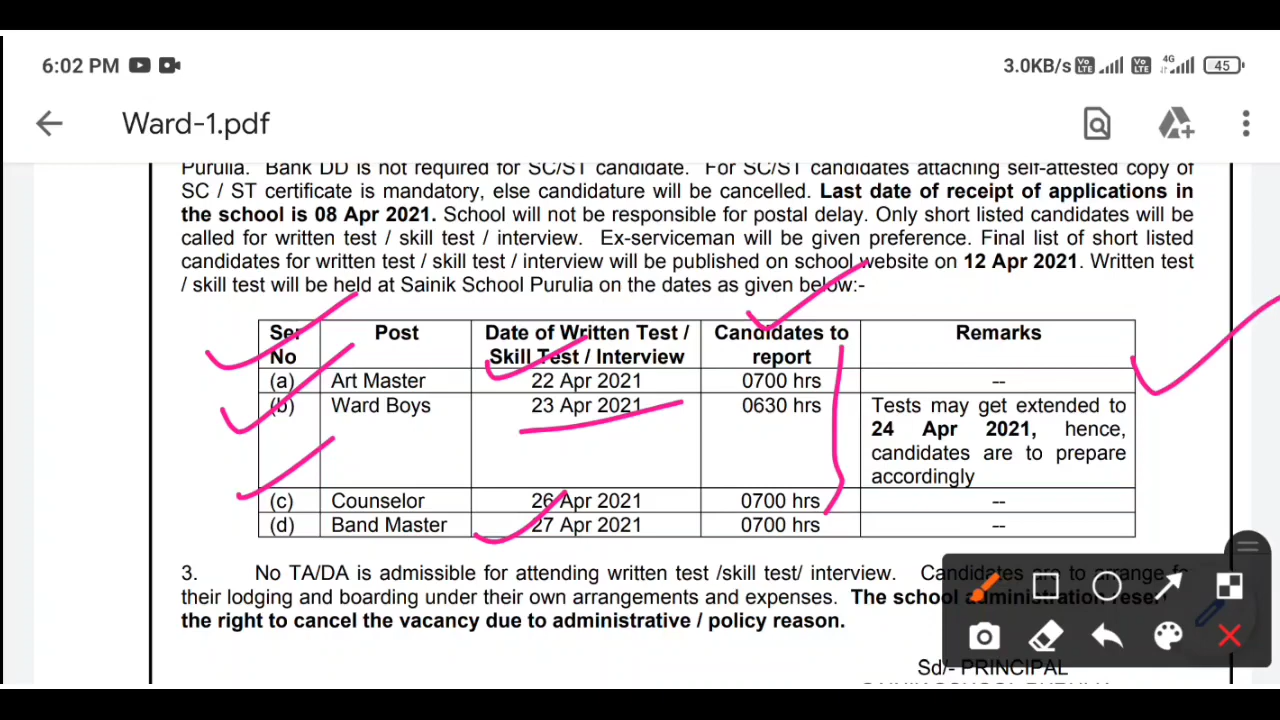 6:02 PM
3.0KB/s Vo LTE Vo LTE 4G 45
Ward-1.pdf
Purulia. Bank DD is not required for SC/ST candidate. For SC/ST candidates attaching self-attested copy of
SC / ST certificate is mandatory, else candidature will be cancelled. Last date of receipt of applications in
the school is 08 Apr 2021. School will not be responsible for postal delay. Only short listed candidates will be
called for written test / skill test / interview. Ex-serviceman will be given preference. Final list of short listed
candidates for written test / skill test / interview will be published on school website on 12 Apr 2021. Written test
/ skill test will be held at Sainik School Purulia on the dates as given below:-
Ser No Post Date of Written Test / Skill Test / Interview Candidates to report Remarks
(a) Art Master 22 Apr 2021 0700 hrs --
(b) Ward Boys 23 Apr 2021 0630 hrs Tests may get extended to
24 Apr 2021, hence,
candidates are to prepare
accordingly
(c) Counselor 26 Apr 2021 0700 hrs --
(d) Band Master 27 Apr 2021 0700 hrs --
3. No TA/DA is admissible for attending written test /skill test/ interview. Candidates are to arrange
their lodging and boarding under their own arrangements and expenses. The school administration
the right to cancel the vacancy due to administrative / policy reason.
Sd/- PRINCIPAL